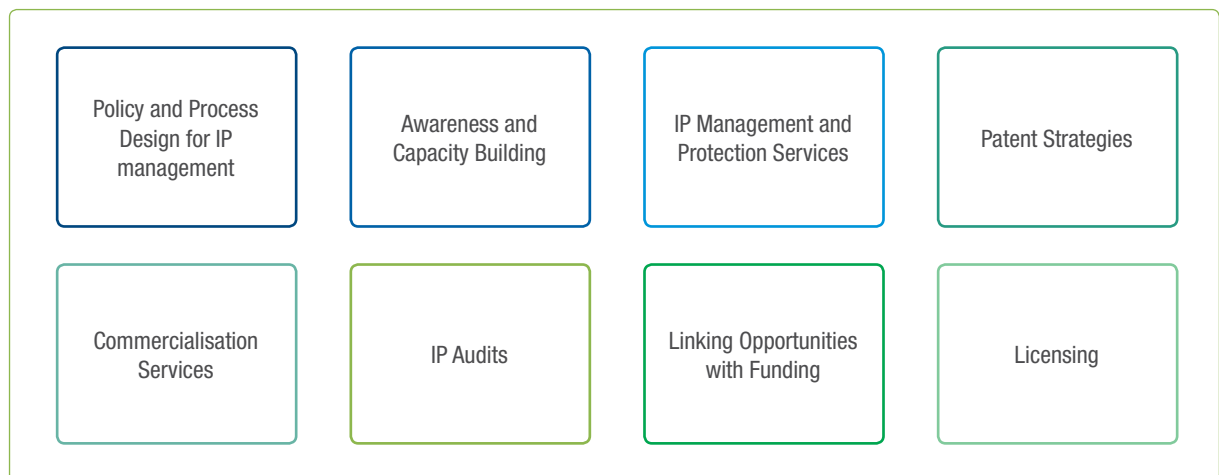 Policy and Process
Design for IP
management
Awareness and
Capacity Building
IP Management and
Protection Services
Patent Strategies
Commercialisation
Services
IP Audits
Linking Opportunities
with Funding
Licensing